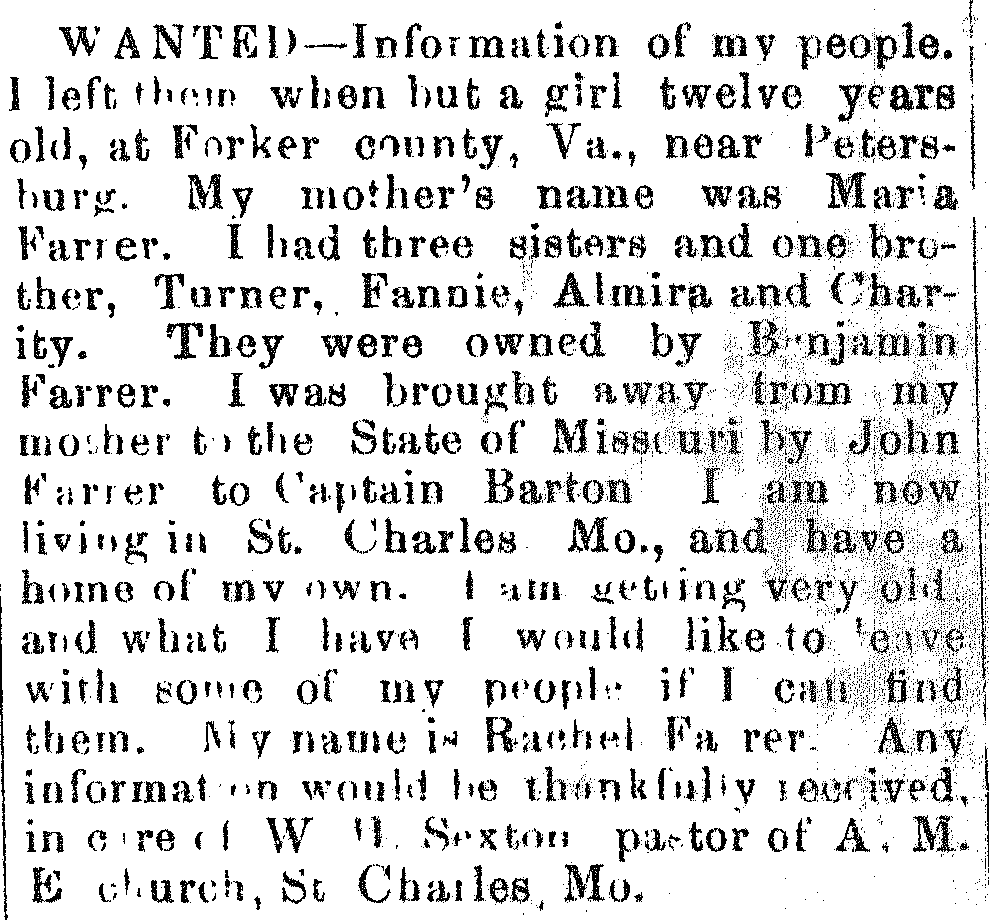 WANTED—Information of my people.
I left them when but a girl twelve years
old, at Forker county, Va., near Peters-
burg. My mother's name was Maria
Farrer. I had three sisters and one bro-
ther, Turner, Fannie, Almira and Char-
ity. They were owned by Benjamin
Farrer. I was brought away from my
mother to the State of Missouri by John
Farrer to Captain Barton I am now
living in St. Charles Mo., and have a
home of my own. I am getting very old,
and what I have I would like to leave
with some of my people if I can find
them. My name is Rachel Farrer. Any
information would be thankfully received,
in care of W H. Sexton pastor of A. M.
E church, St Charles, Mo.